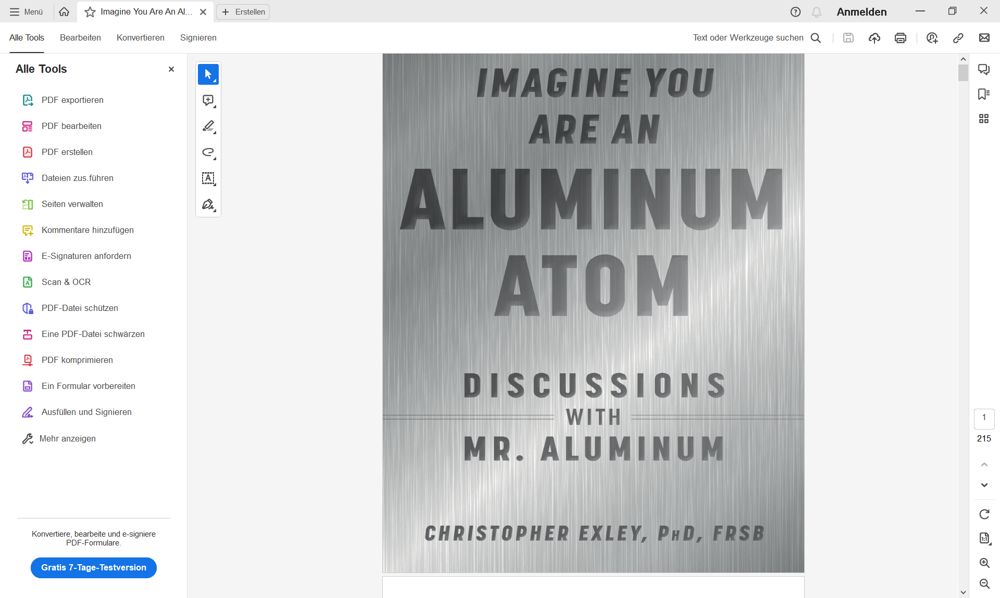 Menü
Imagine You Are An Al...
Erstellen
Anmelden
Alle Tools
Bearbeiten
Konvertieren
Signieren
Text oder Werkzeuge suchen
Alle Tools
PDF exportieren
PDF bearbeiten
PDF erstellen
Dateien zus.führen
Seiten verwalten
Kommentare hinzufügen
E-Signaturen anfordern
Scan & OCR
PDF-Datei schützen
Eine PDF-Datei schwärzen
PDF komprimieren
Ein Formular vorbereiten
Ausfüllen und Signieren
Mehr anzeigen
Konvertiere, bearbeite und e-signiere
PDF-Formulare.
Gratis 7-Tage-Testversion
IMAGINE YOU
ARE AN
ALUMINUM
ATOM
DISCUSSIONS
WITH
MR. ALUMINUM
CHRISTOPHER EXLEY, PHD, FRSB
1
215